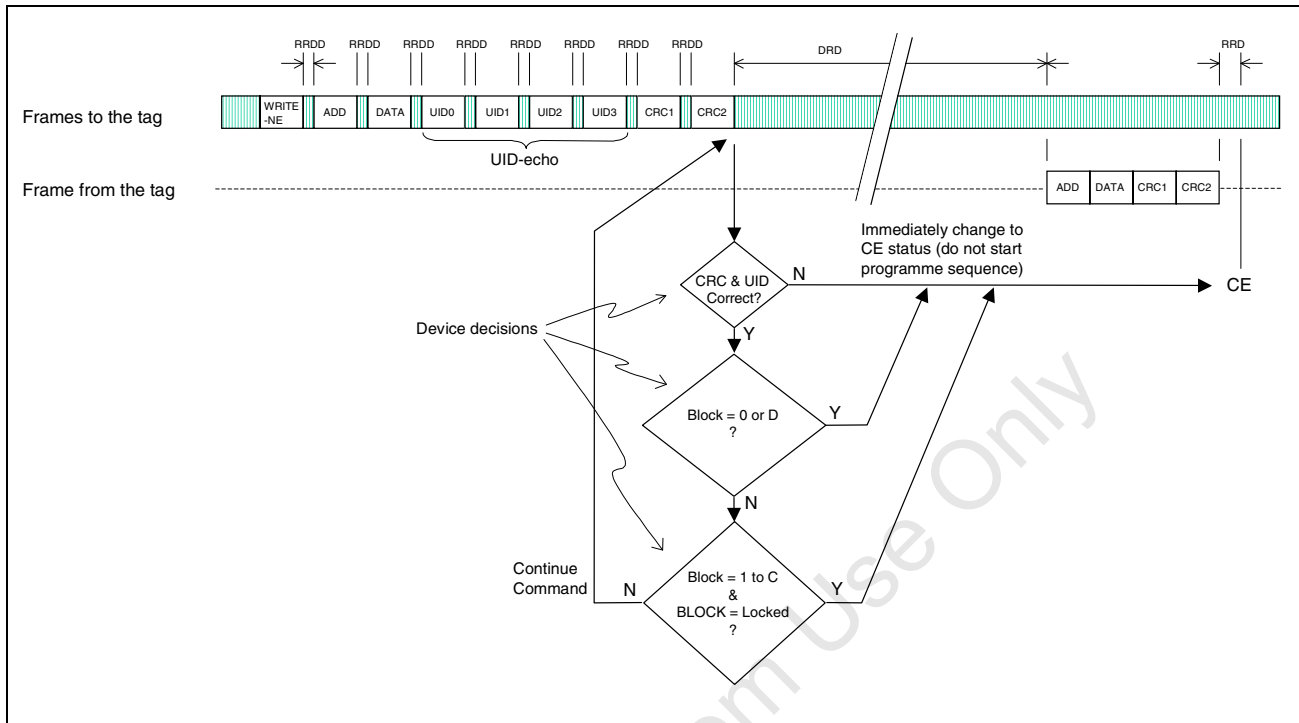 RRDD RRDD RRDD RRDD RRDD RRDD RRDD RRDD DRD RRD
Frames to the tag
WRITE
-NE
ADD DATA UID0 UID1 UID2 UID3 CRC1 CRC2
UID-echo
Frame from the tag
ADD DATA CRC1 CRC2
Immediately change to
CE status (do not start
programme sequence)
CRC & UID
Correct?
N
CE
Device decisions
Y
Block = 0 or D
?
Y
N
Continue
Command
N
Block = 1 to C
&
BLOCK = Locked
?
Y
m Use Only